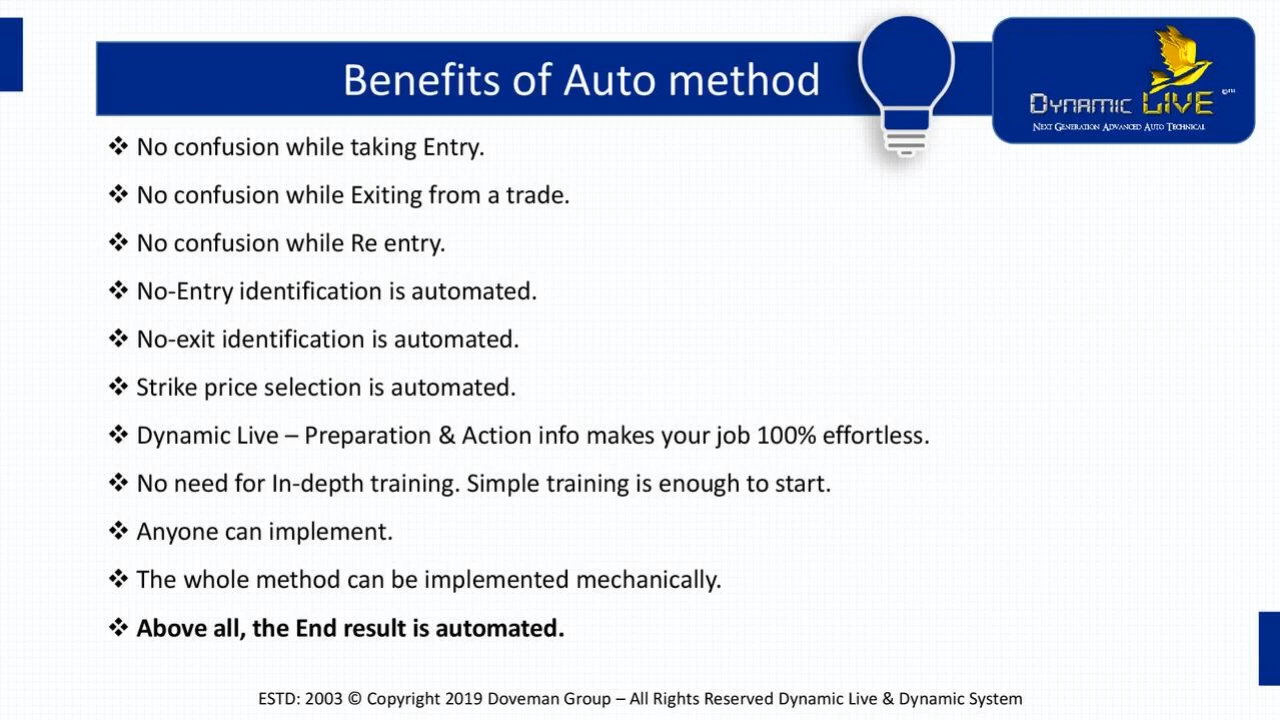 Benefits of Auto method
Dynamic LIVE
Next Generation Advanced Auto Technical
❖ No confusion while taking Entry.
❖ No confusion while Exiting from a trade.
❖ No confusion while Re entry.
❖ No-Entry identification is automated.
❖ No-exit identification is automated.
❖ Strike price selection is automated.
❖ Dynamic Live – Preparation & Action info makes your job 100% effortless.
❖ No need for In-depth training. Simple training is enough to start.
❖ Anyone can implement.
❖ The whole method can be implemented mechanically.
❖ Above all, the End result is automated.
ESTD: 2003 © Copyright 2019 Doveman Group – All Rights Reserved Dynamic Live & Dynamic System